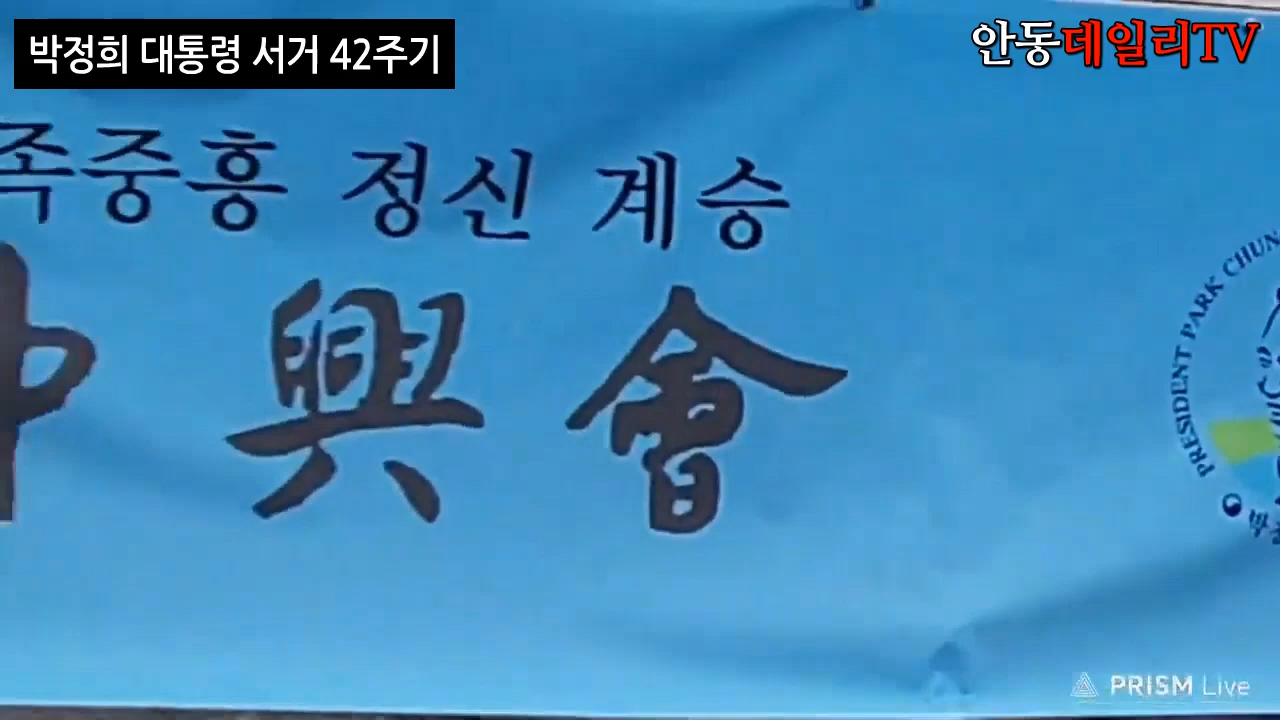 박정희 대통령 서거 42주기
안동데일리TV
족중흥 정신 계승
中 興 會
PRESIDENT PARK CHUN
PRISM Live